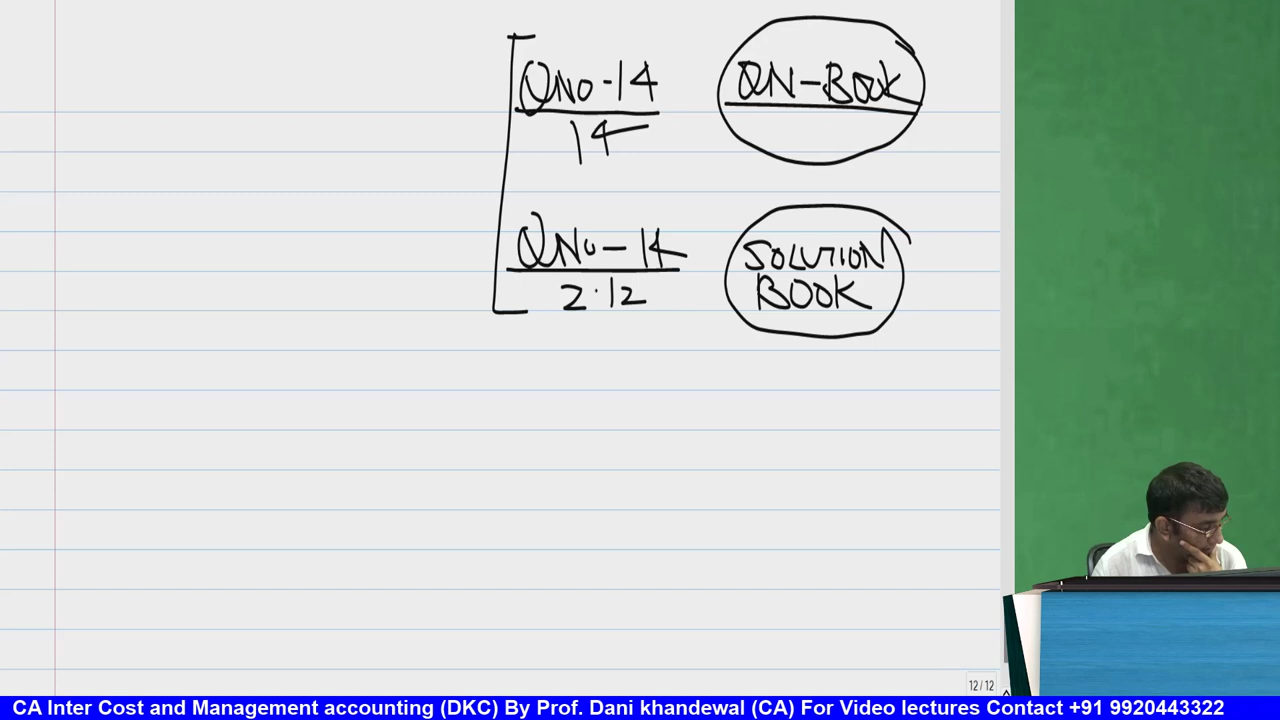 QNo-14 QN-BOOK
14
QNo-14 SOLUTION
2.12 BOOK
12/12
CA Inter Cost and Management accounting (DKC) By Prof. Dani khandewal (CA) For Video lectures Contact +91 9920443322